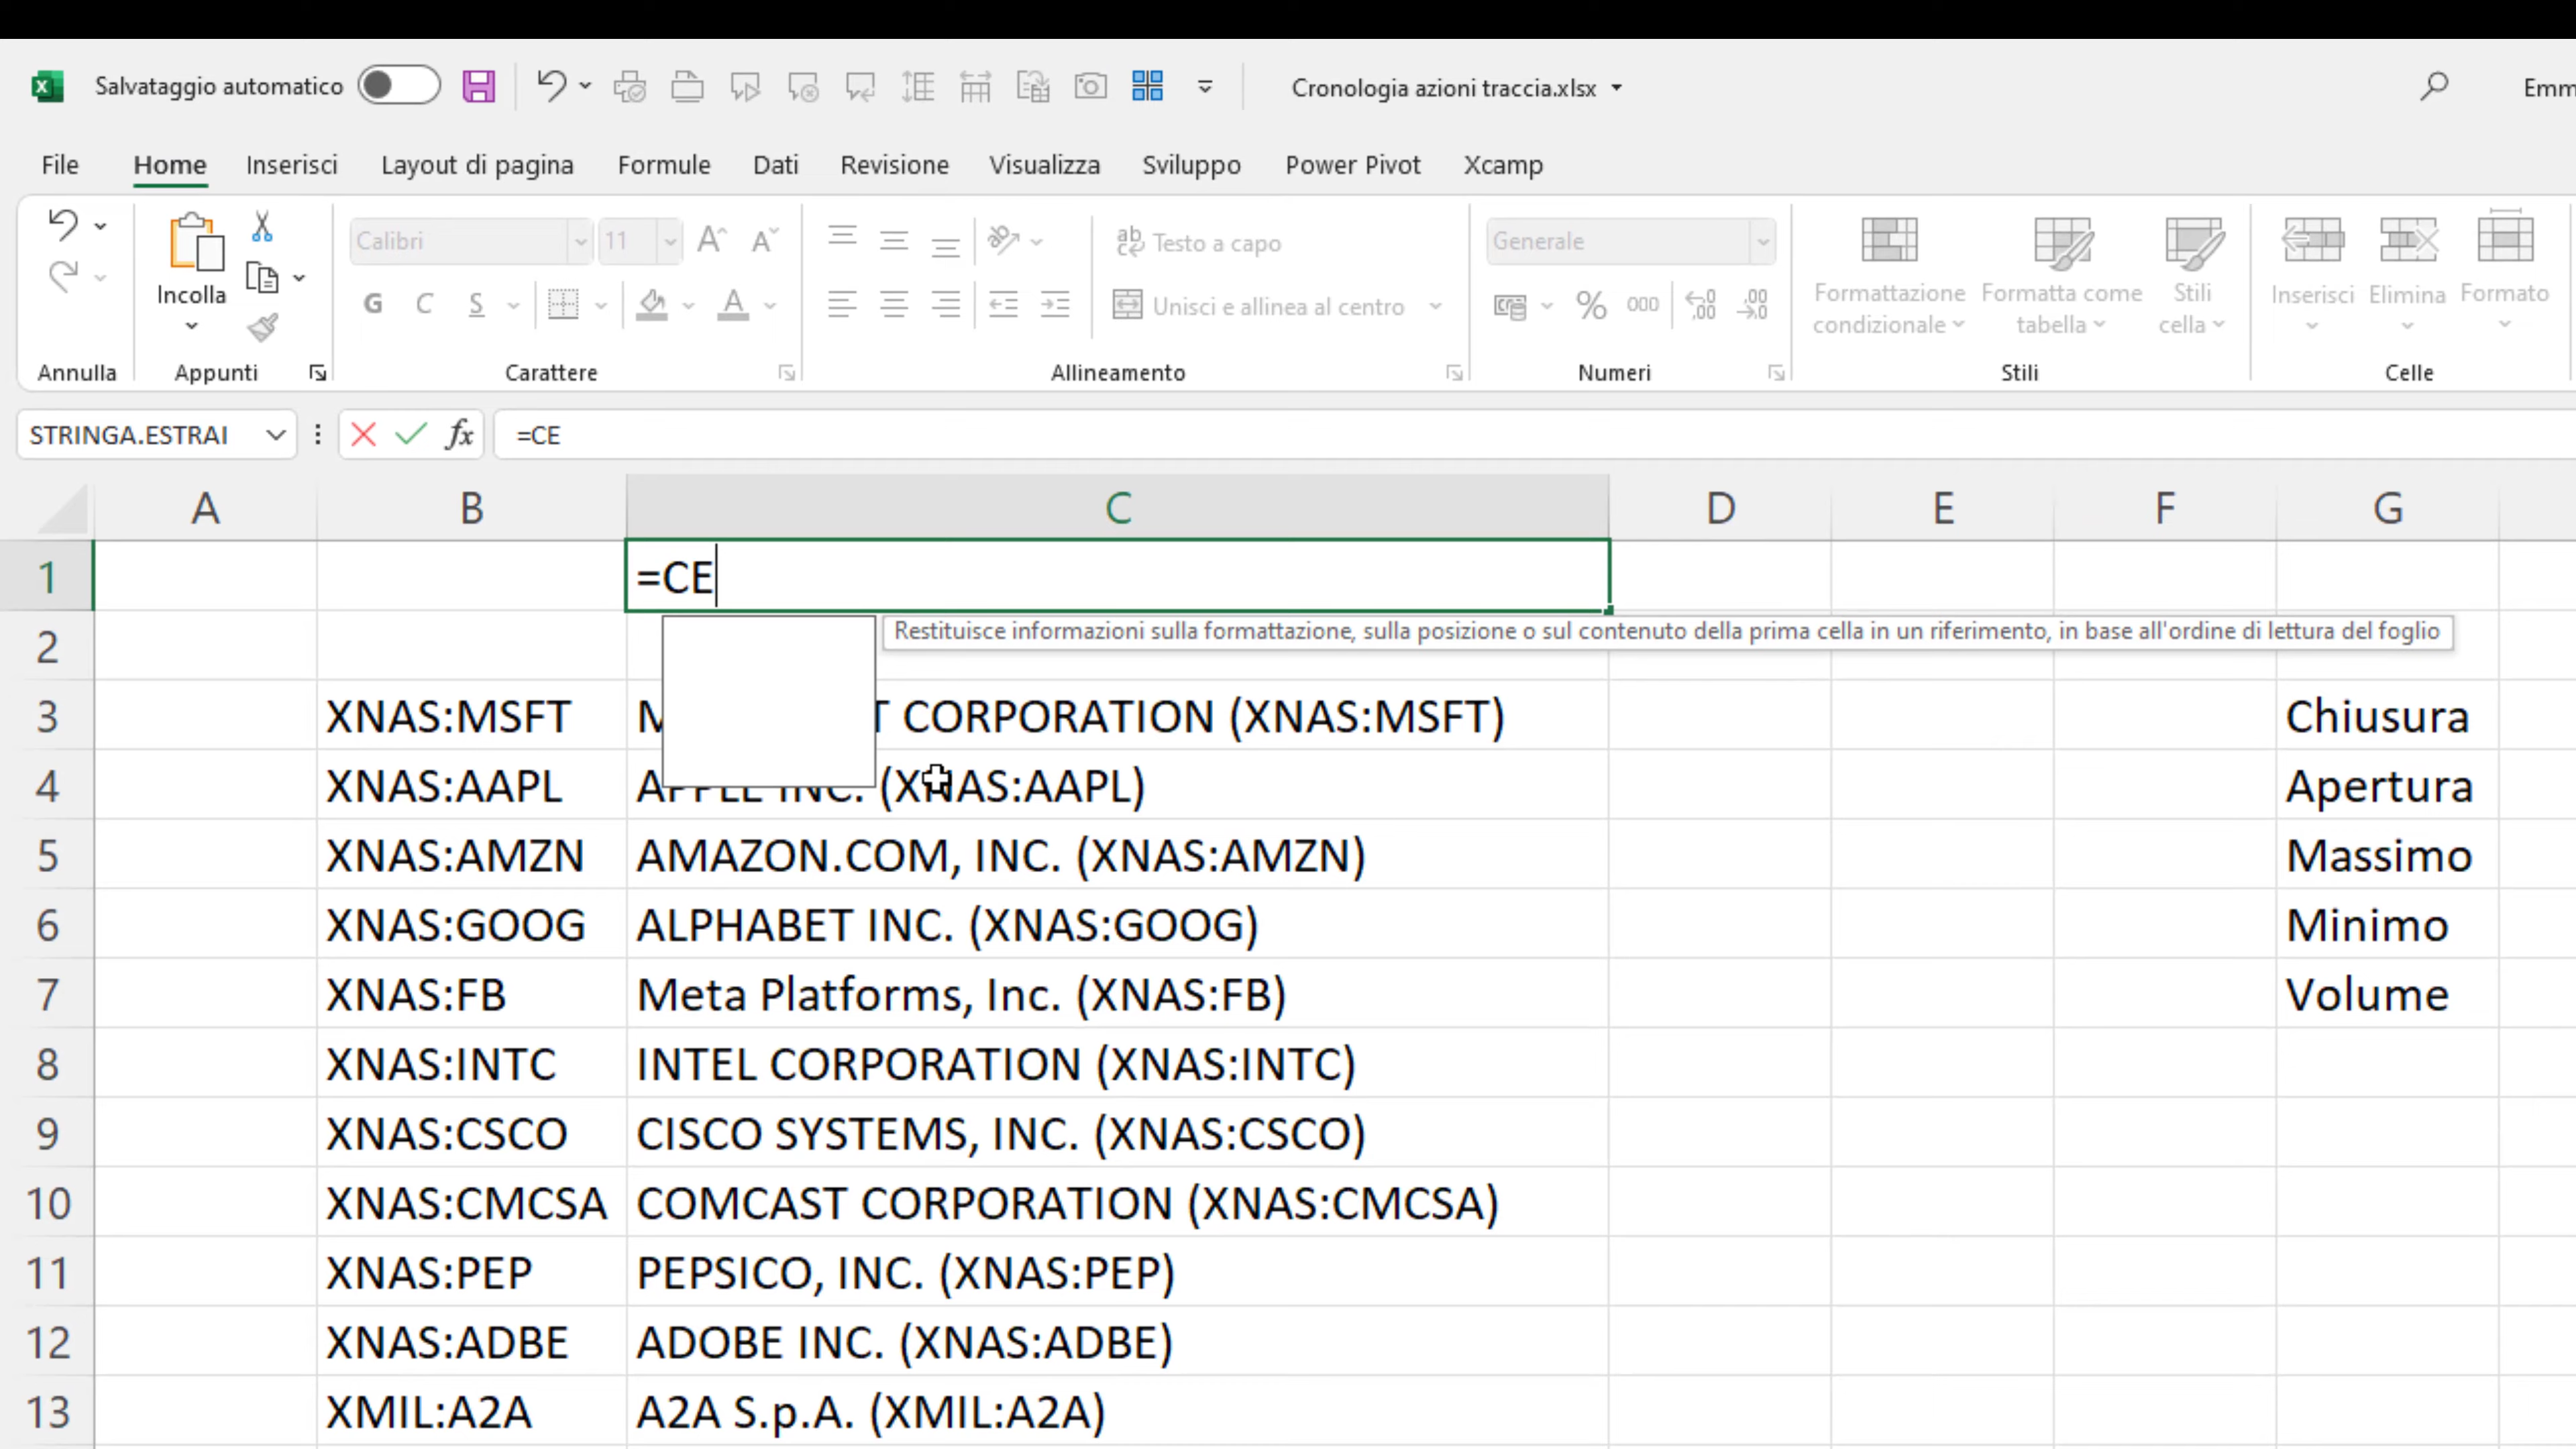 Salvataggio automatico
Cronologia azioni traccia.xlsx
Emm
File Home Inserisci Layout di pagina Formule Dati Revisione Visualizza Sviluppo Power Pivot Xcamp
Incolla
Calibri 11
G C S
Testo a capo
Unisci e allinea al centro
Generale
% 000
Formattazione condizionale
Formatta come tabella
Stili cella
Inserisci Elimina Formato
Annulla Appunti Carattere Allineamento Numeri Stili Celle
STRINGA.ESTRAI fx =CE
A B C D E F G
1 =CE
Restituisce informazioni sulla formattazione, sulla posizione o sul contenuto della prima cella in un riferimento, in base all'ordine di lettura del foglio
2
3 XNAS:MSFT CORPORATION (XNAS:MSFT) Chiusura
4 XNAS:AAPL APPLE INC. (XNAS:AAPL) Apertura
5 XNAS:AMZN AMAZON.COM, INC. (XNAS:AMZN) Massimo
6 XNAS:GOOG ALPHABET INC. (XNAS:GOOG) Minimo
7 XNAS:FB Meta Platforms, Inc. (XNAS:FB) Volume
8 XNAS:INTC INTEL CORPORATION (XNAS:INTC)
9 XNAS:CSCO CISCO SYSTEMS, INC. (XNAS:CSCO)
10 XNAS:CMCSA COMCAST CORPORATION (XNAS:CMCSA)
11 XNAS:PEP PEPSICO, INC. (XNAS:PEP)
12 XNAS:ADBE ADOBE INC. (XNAS:ADBE)
13 XMIL:A2A A2A S.p.A. (XMIL:A2A)